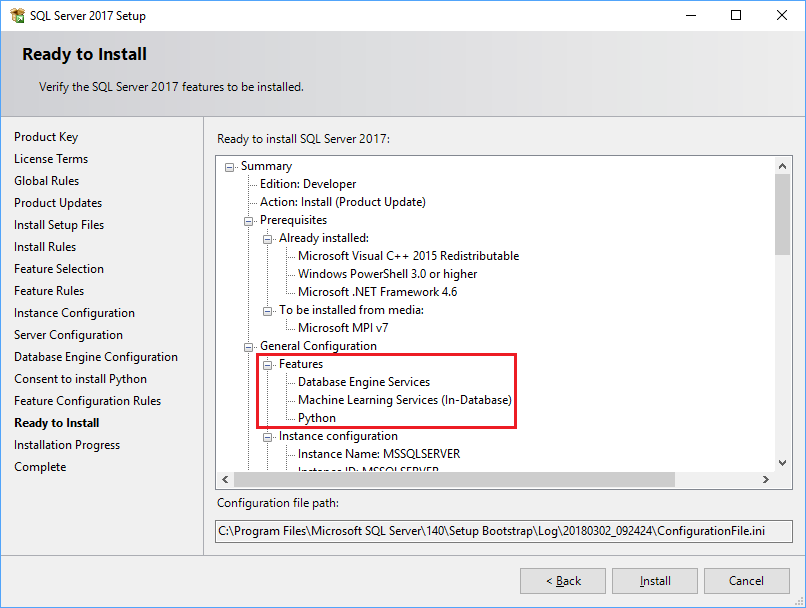 SQL Server 2017 Setup
Ready to Install
Verify the SQL Server 2017 features to be installed.
Product Key
License Terms
Global Rules
Product Updates
Install Setup Files
Install Rules
Feature Selection
Feature Rules
Instance Configuration
Server Configuration
Database Engine Configuration
Consent to install Python
Feature Configuration Rules
Ready to Install
Installation Progress
Complete
Ready to install SQL Server 2017:
Summary
Edition: Developer
Action: Install (Product Update)
Prerequisites
Already installed:
Microsoft Visual C++ 2015 Redistributable
Windows PowerShell 3.0 or higher
Microsoft .NET Framework 4.6
To be installed from media:
Microsoft MPI v7
General Configuration
Features
Database Engine Services
Machine Learning Services (In-Database)
Python
Instance configuration
Instance Name: MSSQLSERVER
Instance ID: MSSQLSERVER
Configuration file path:
C:\Program Files\Microsoft SQL Server\140\Setup Bootstrap\Log\20180302_092424\ConfigurationFile.ini
< Back
Install
Cancel